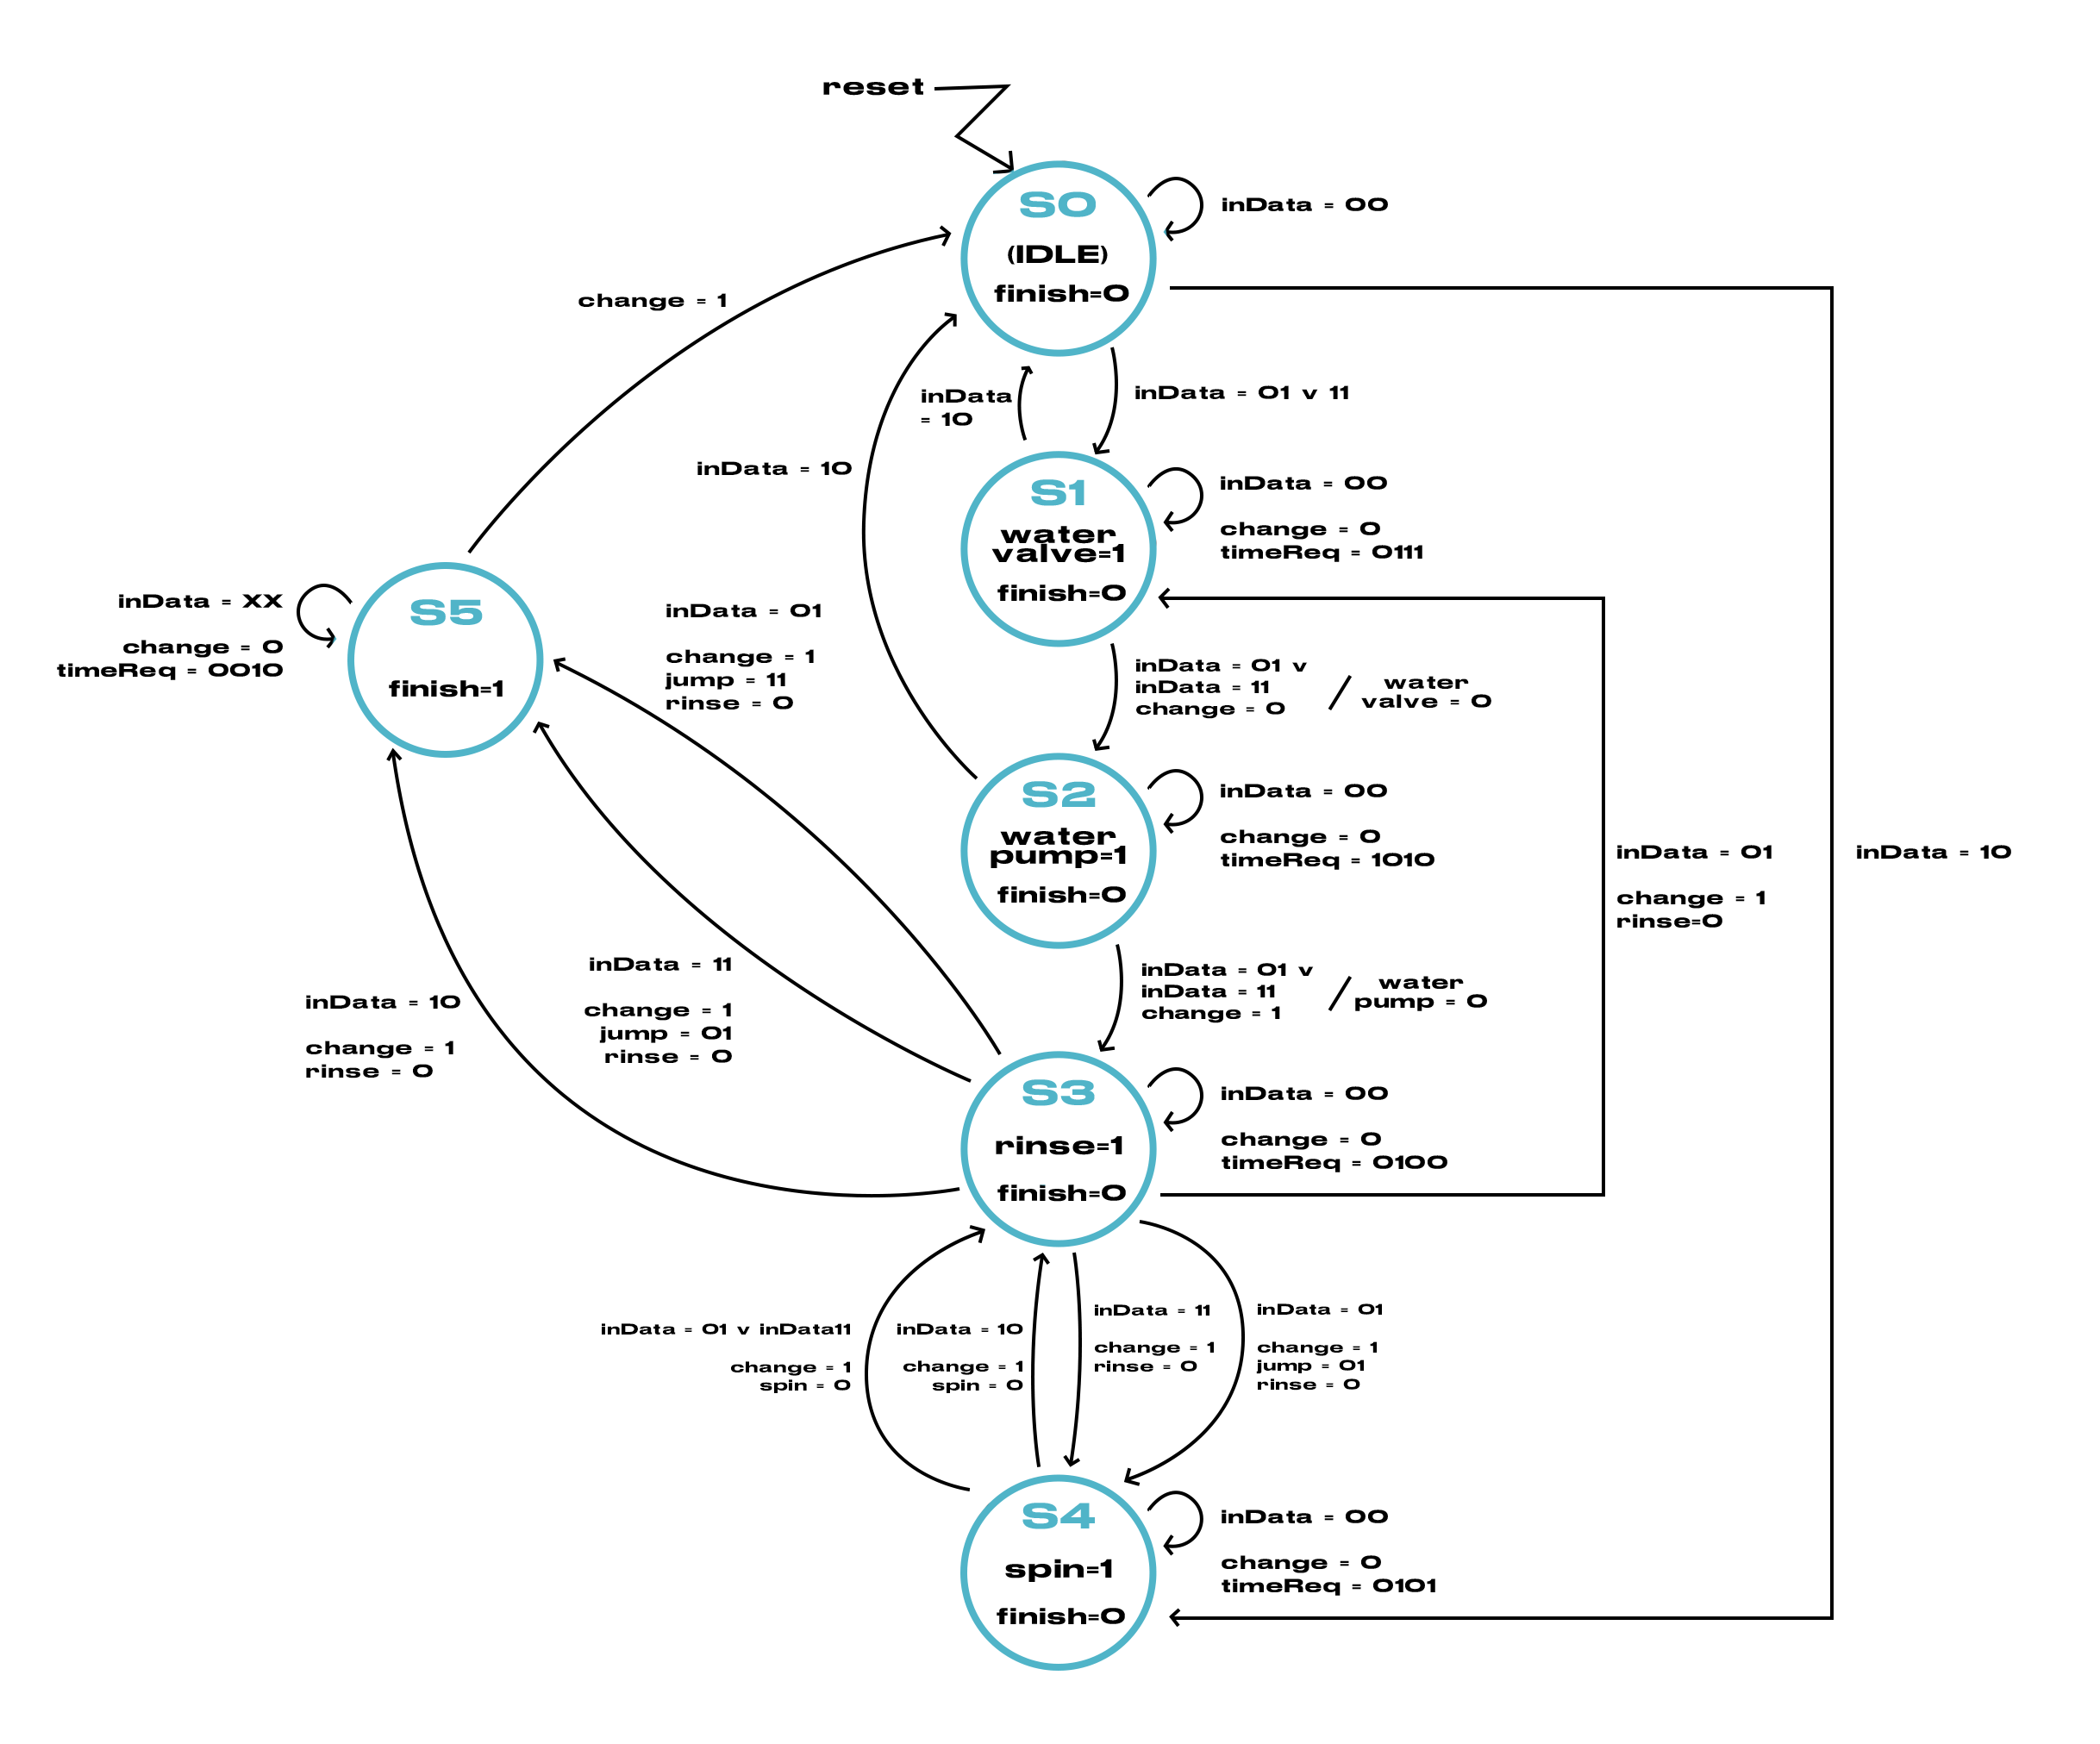 reset
S0
(IDLE)
finish=0
inData = 00
change = 1
inData
= 10
inData = 01 v 11
inData = 10
S1
water
valve=1
finish=0
inData = 00
change = 0
timeReq = 0111
S5
finish=1
inData = XX
change = 0
timeReq = 0010
inData = 01
change = 1
jump = 11
rinse = 0
inData = 01 v
inData = 11
change = 0
/
water
valve = 0
S2
water
pump=1
finish=0
inData = 00
change = 0
timeReq = 1010
inData = 01
change = 1
rinse=0
inData = 10
inData = 11
change = 1
jump = 01
rinse = 0
inData = 10
change = 1
rinse = 0
inData = 01 v
inData = 11
change = 1
/
water
pump = 0
S3
rinse=1
finish=0
inData = 00
change = 0
timeReq = 0100
inData = 01 v inData11
change = 1
spin = 0
inData = 10
change = 1
spin = 0
inData = 11
change = 1
rinse = 0
inData = 01
change = 1
jump = 01
rinse = 0
S4
spin=1
finish=0
inData = 00
change = 0
timeReq = 0101